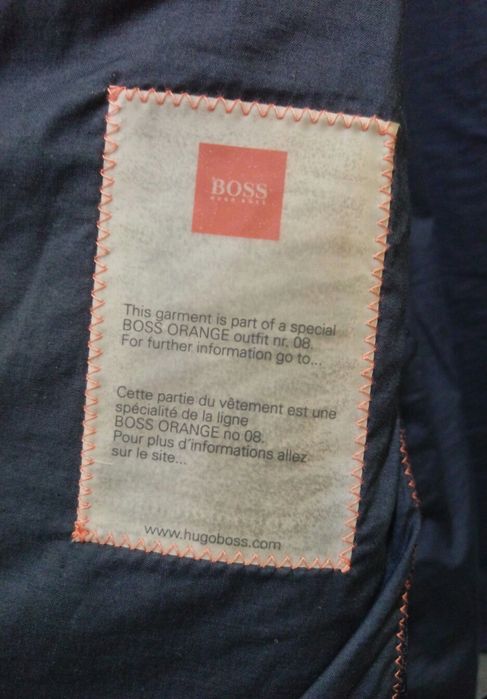 BOSS
HUGO BOSS
This garment is part of a special
BOSS ORANGE outfit nr. 08.
For further information go to...
Cette partie du vêtement est une
spécialité de la ligne
BOSS ORANGE no 08.
Pour plus d'informations allez
sur le site...
www.hugoboss.com